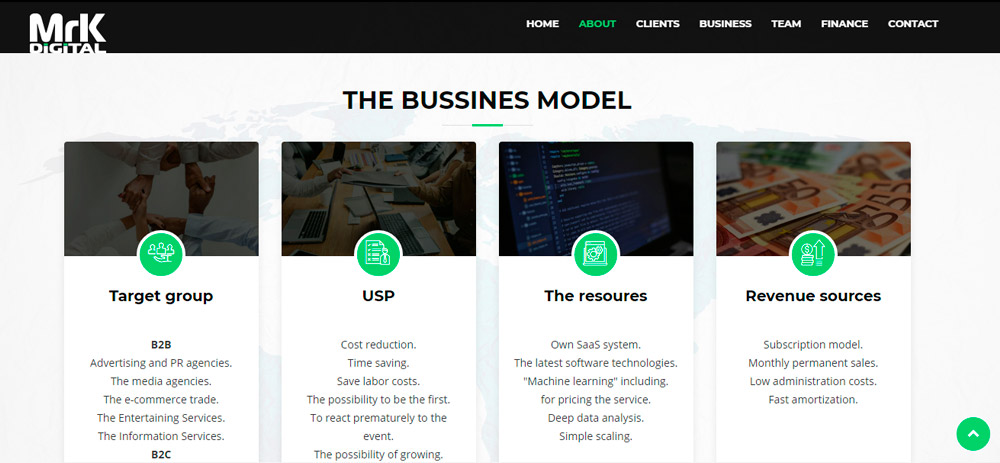 MrK
DIGITAL
HOME ABOUT CLIENTS BUSINESS TEAM FINANCE CONTACT
THE BUSSINES MODEL
Target group
B2B
Advertising and PR agencies.
The media agencies.
The e-commerce trade.
The Entertaining Services.
The Information Services.
B2C
USP
Cost reduction.
Time saving.
Save labor costs.
The possibility to be the first.
To react prematurely to the
event.
The possibility of growing.
The resoures
Own SaaS system.
The latest software technologies.
"Machine learning" including.
for pricing the service.
Deep data analysis.
Simple scaling.
Revenue sources
Subscription model.
Monthly permanent sales.
Low administration costs.
Fast amortization.